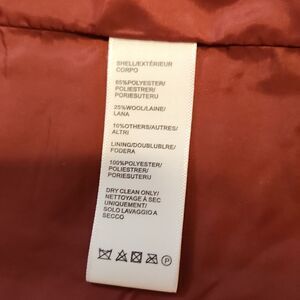 SHELL/EXTÉRIEUR
CORPO
65%POLYESTER/
POLIESTRER/
PORIESUTERU
25%WOOL/LAINE/
LANA
10%OTHERS/AUTRES/
ALTRI
LINING/DOUBLUBLRE/
FODERA
100%POLYESTER/
POLIESTRER/
PORIESUTERU
DRY CLEAN ONLY/
NETTOYAGE À SEC
UNIQUEMENT/
SOLO LAVAGGIO A
SECCO
P